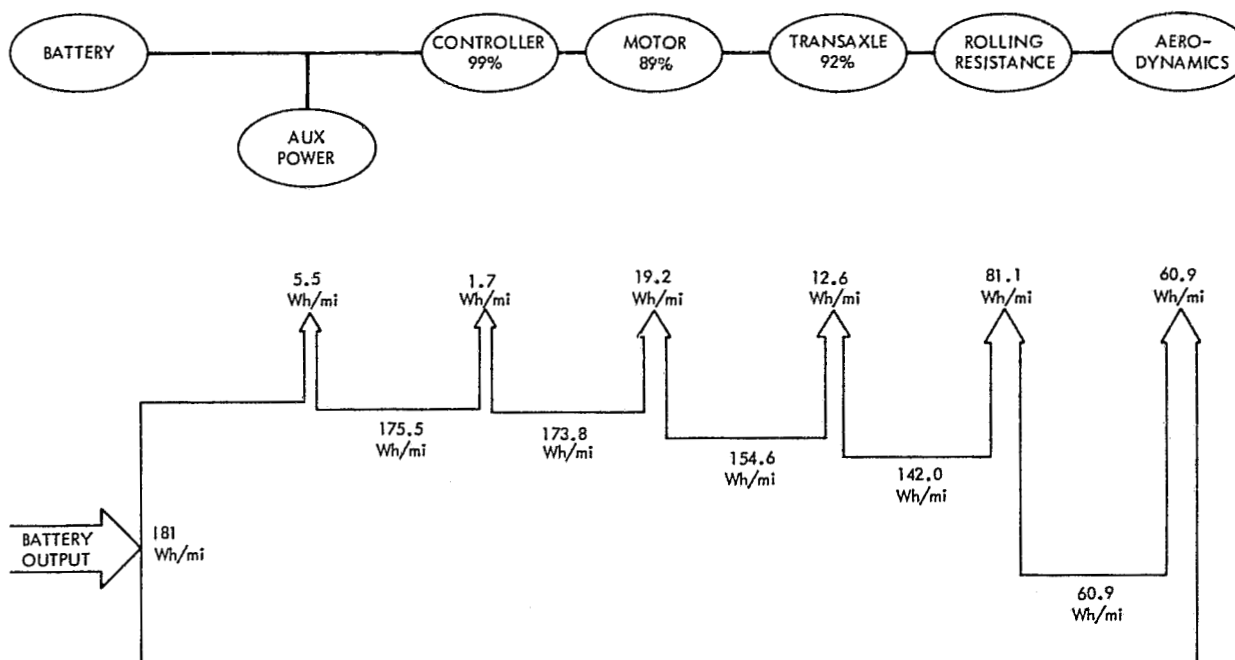 BATTERY
CONTROLLER
99%
MOTOR
89%
TRANSAXLE
92%
ROLLING
RESISTANCE
AERO-
DYNAMICS
AUX
POWER
5.5
Wh/mi
1.7
Wh/mi
19.2
Wh/mi
12.6
Wh/mi
81.1
Wh/mi
60.9
Wh/mi
175.5
Wh/mi
173.8
Wh/mi
154.6
Wh/mi
142.0
Wh/mi
BATTERY
OUTPUT
181
Wh/mi
60.9
Wh/mi